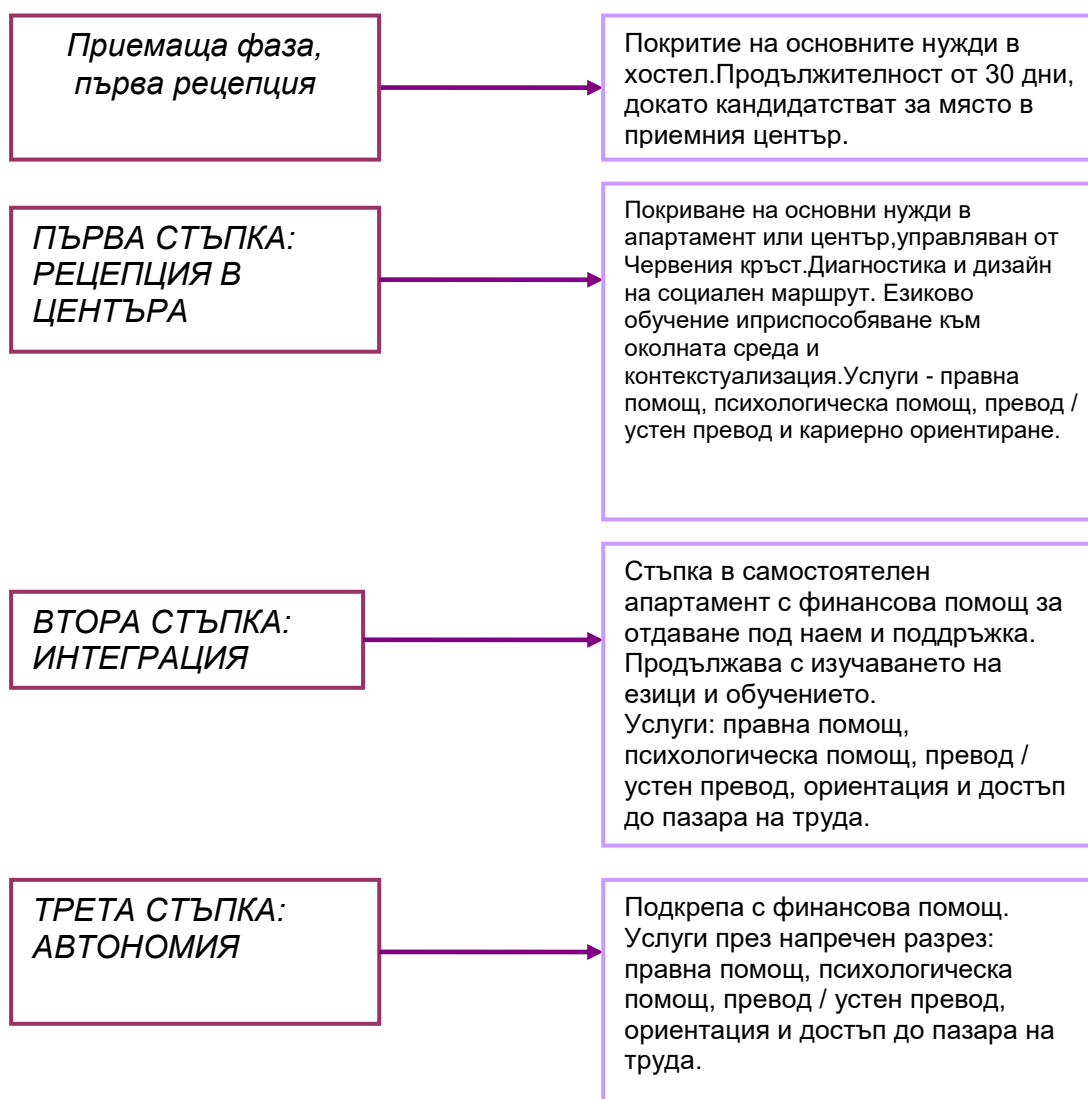 Приемаща фаза,
първа рецепция
Покритие на основните нужди в
хостел.Продължителност от 30 дни,
докато кандидатстват за място в
приемния център.
ПЪРВА СТЪПКА:
РЕЦЕПЦИЯ В
ЦЕНТЪРА
Покриване на основни нужди в
апартамент или център,управляван от
Червения кръст.Диагностика и дизайн
на социален маршрут. Езиково
обучение иприспособяване към
околната среда и
контекстуализация.Услуги - правна
помощ, психологическа помощ, превод /
устен превод и кариерно ориентиране.
ВТОРА СТЪПКА:
ИНТЕГРАЦИЯ
Стъпка в самостоятелен
апартамент с финансова помощ за
отдаване под наем и поддръжка.
Продължава с изучаването на
езици и обучението.
Услуги: правна помощ,
психологическа помощ, превод /
устен превод, ориентация и достъп
до пазара на труда.
ТРЕТА СТЪПКА:
АВТОНОМИЯ
Подкрепа с финансова помощ.
Услуги през напречен разрез:
правна помощ, психологическа
помощ, превод / устен превод,
ориентация и достъп до пазара на
труда.